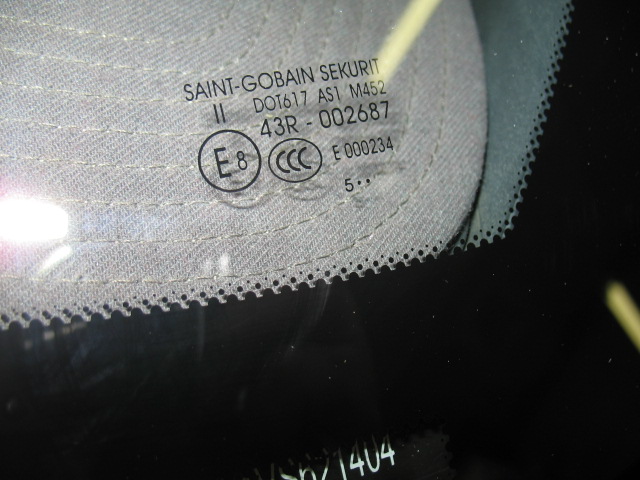 SAINT-GOBAIN SEKURIT
II DOT617 AS1 M452
43R - 002687
E8 CCC E 000234
5••